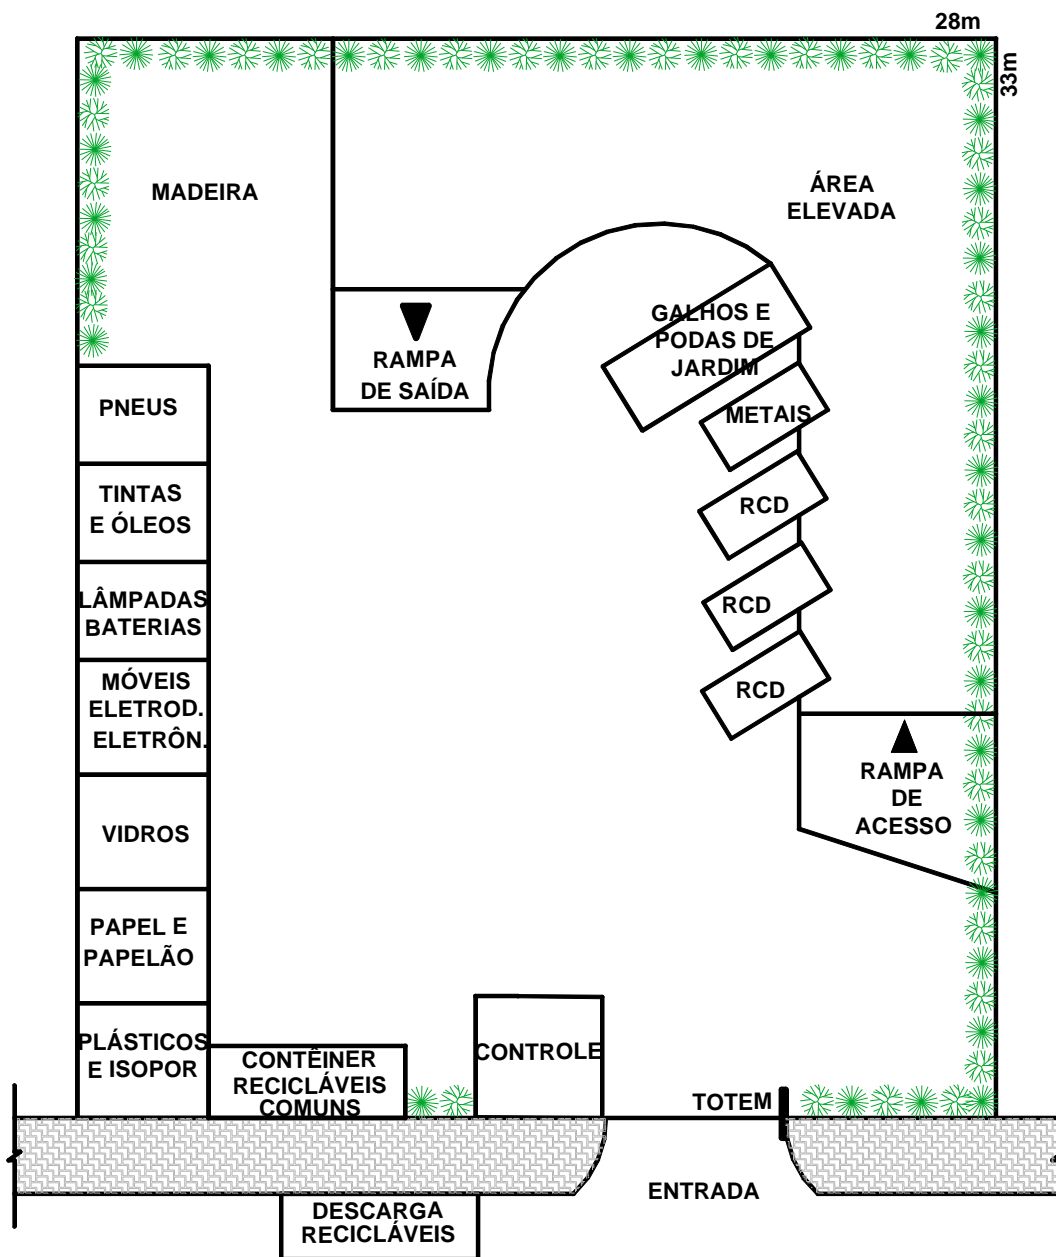 28m
33m
MADEIRA
ÁREA
ELEVADA
GALHOS E
PODAS DE
JARDIM
RAMPA
DE SAÍDA
METAIS
PNEUS
TINTAS
E ÓLEOS
RCD
LÂMPADAS
BATERIAS
RCD
MÓVEIS
ELETROD.
ELETRÔN.
RCD
RAMPA
DE
ACESSO
VIDROS
PAPEL E
PAPELÃO
PLÁSTICOS
E ISOPOR
CONTÊINER
RECICLÁVEIS
COMUNS
CONTROLE
TOTEM
ENTRADA
DESCARGA
RECICLÁVEIS